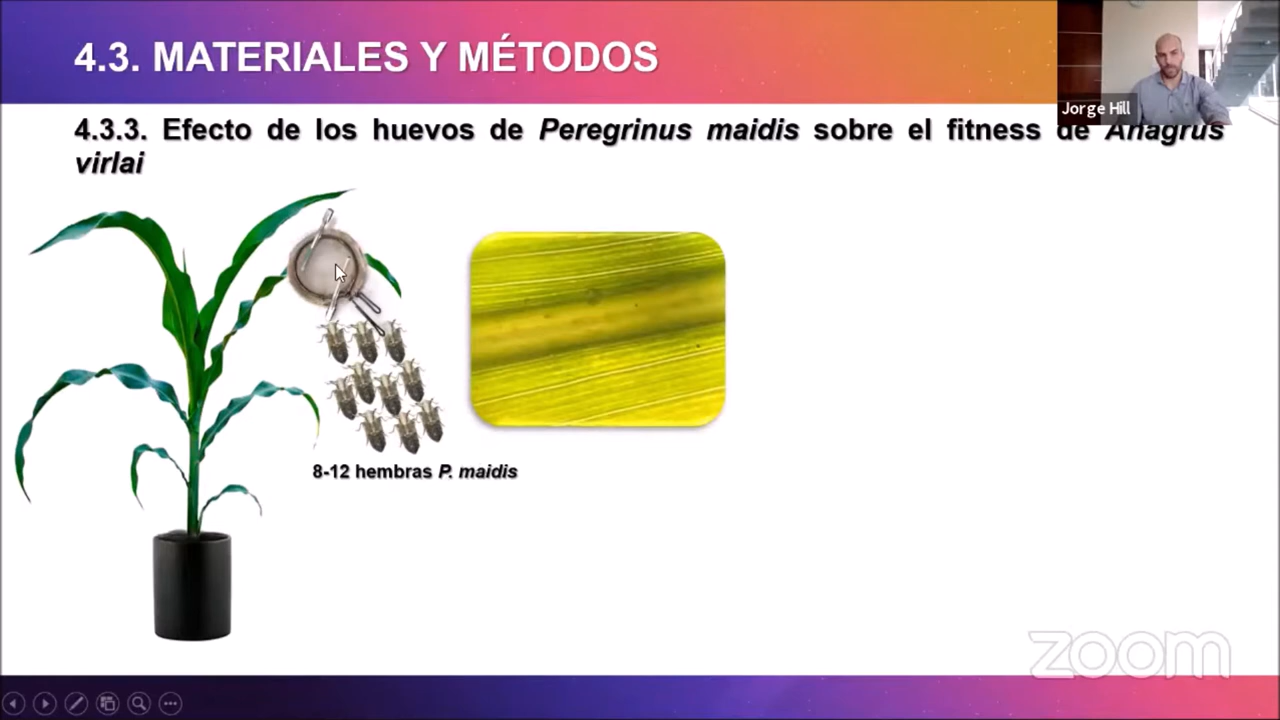 4.3. MATERIALES Y MÉTODOS
Jorge Hill
4.3.3. Efecto de los huevos de Peregrinus maidis sobre el fitness de Anagrus
virlai
8-12 hembras P. maidis
zoom